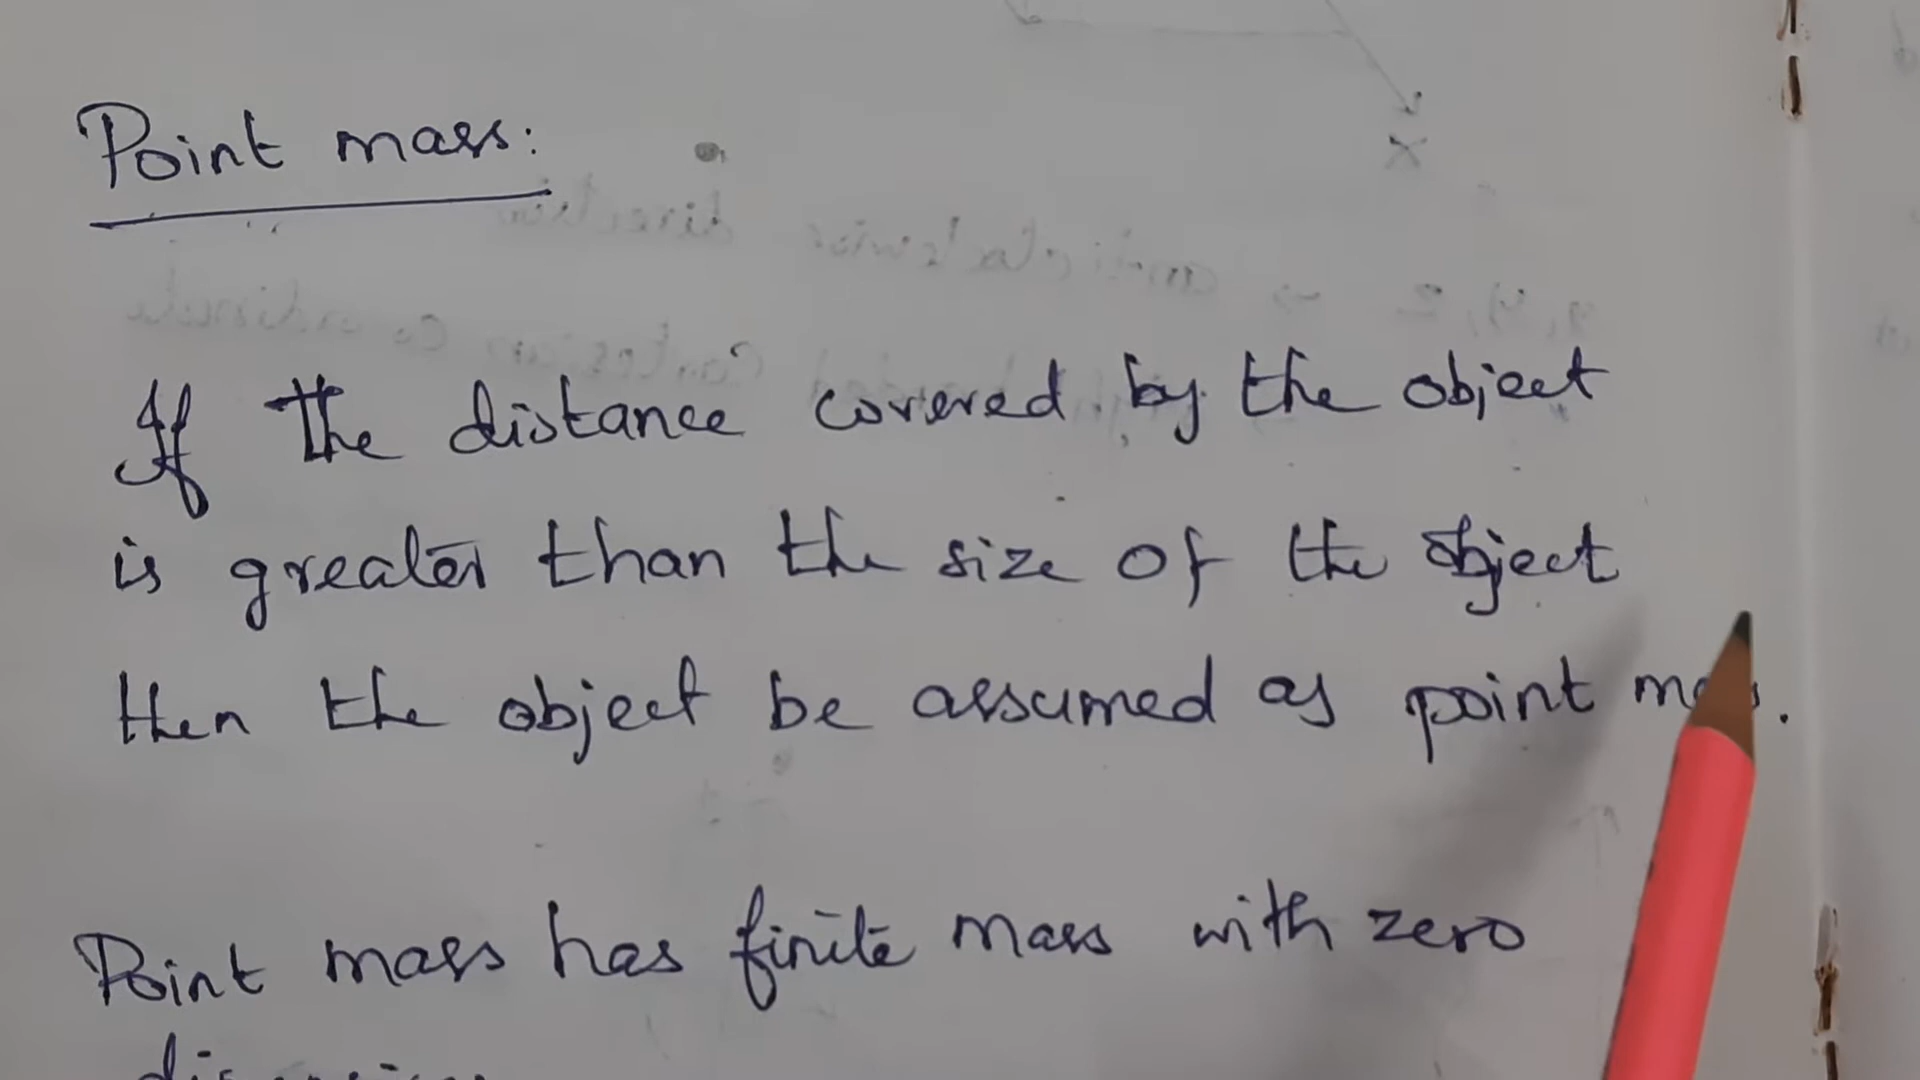 Point mass:
If the distance covered by the object
is greater than the size of the object
then the object be assumed as point
Point mass has finite mass with zero